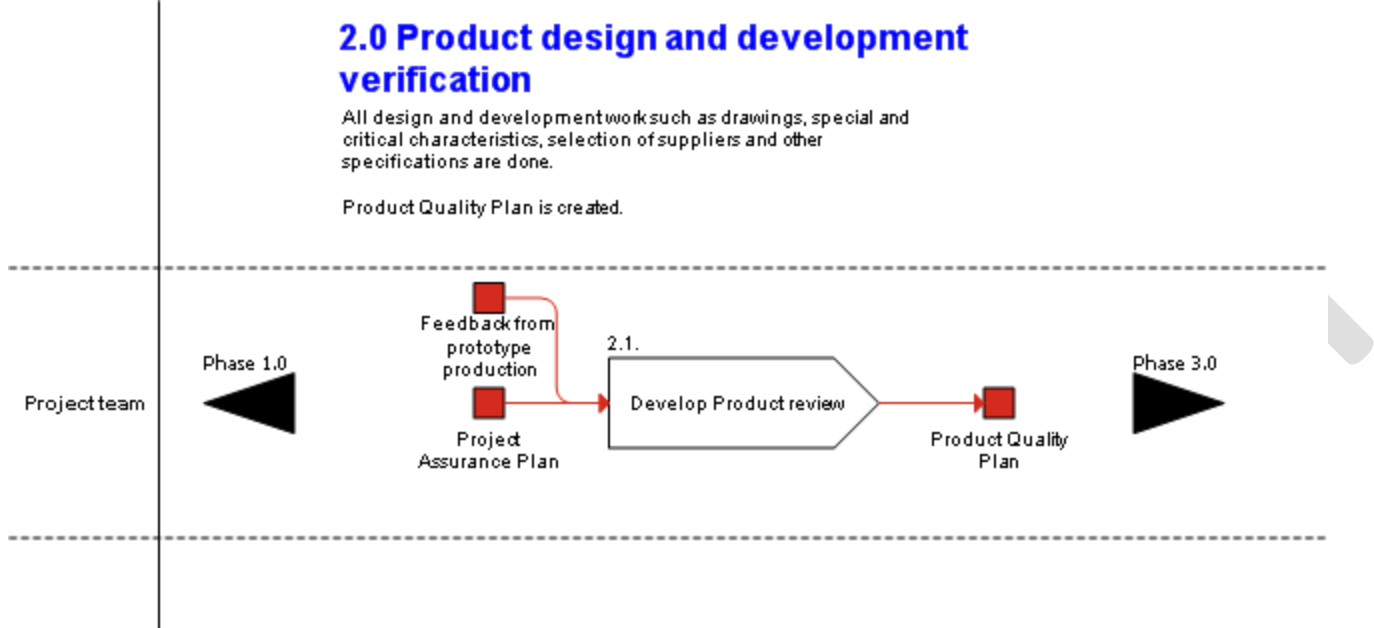 2.0 Product design and development
verification
All design and development work such as drawings, special and
critical characteristics, selection of suppliers and other
specifications are done.
Product Quality Plan is created.
Feedback from
prototype
production
2.1.
Phase 1.0
Phase 3.0
Project team
Develop Product review
Project
Assurance Plan
Product Quality
Plan